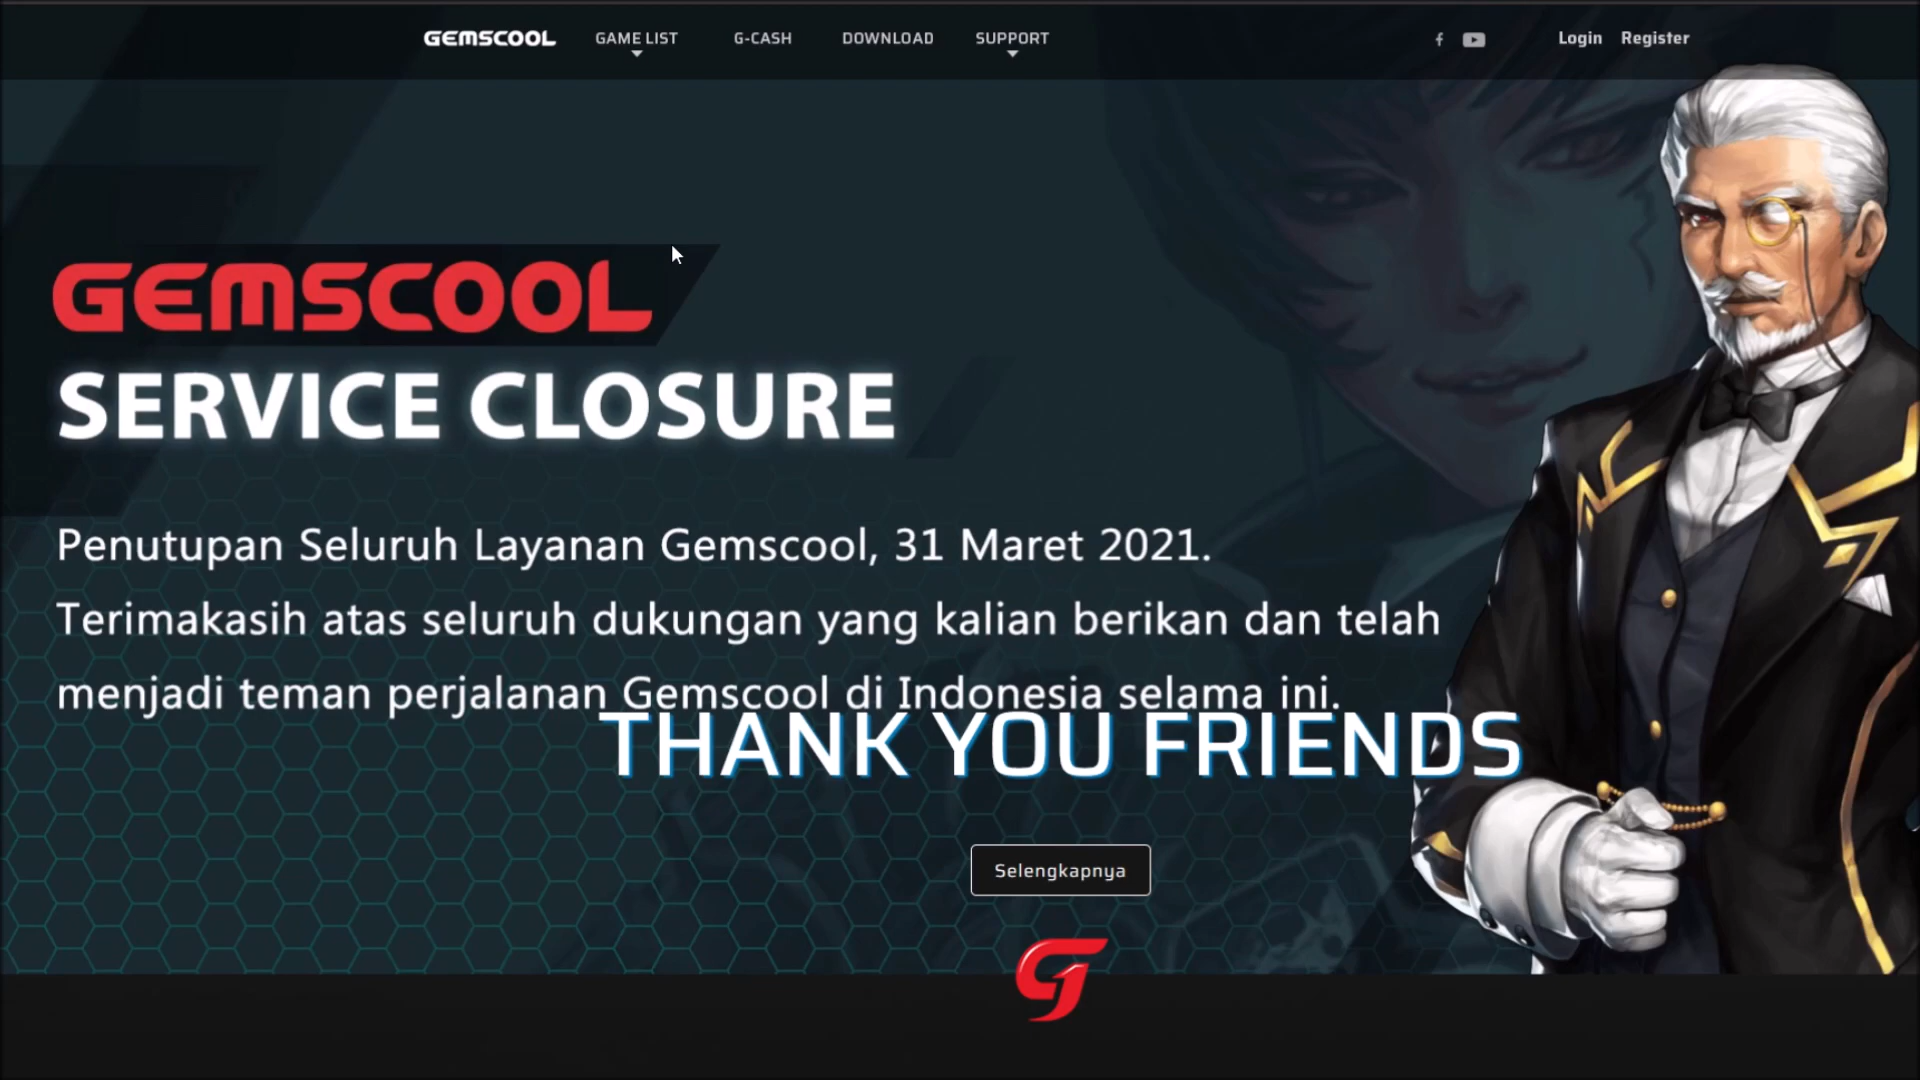 GEMSCOOL GAME LIST G-CASH DOWNLOAD SUPPORT Login Register
GEMSCOOL
SERVICE CLOSURE
Penutupan Seluruh Layanan Gemscool, 31 Maret 2021.
Terimakasih atas seluruh dukungan yang kalian berikan dan telah
menjadi teman perjalanan Gemscool di Indonesia selama ini.
THANK YOU FRIENDS
Selengkapnya